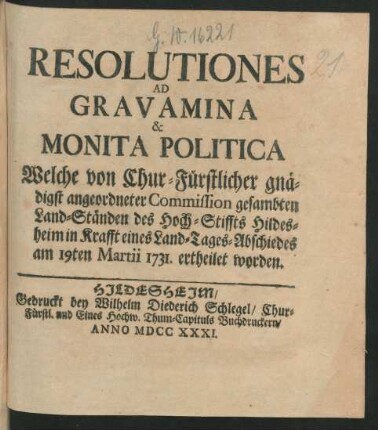 G. 10. 16221
21
RESOLUTIONES
AD
GRAVAMINA
&
MONITA POLITICA
Welche von Chur-Fürstlicher gnä-
digst angeordneter Commission gesambten
Land-Ständen des Hoch-Stiffts Hildes-
heim in Krafft eines Land-Tages-Abschiedes
am 19ten Martii 1731. ertheilet worden.
HILDESHEIM/
Gedruckt bey Wilhelm Diederich Schlegel/ Chur-
Fürstl. und Eines Hochw. Thum-Capituls Buchdruckern/
ANNO MDCC XXXI.